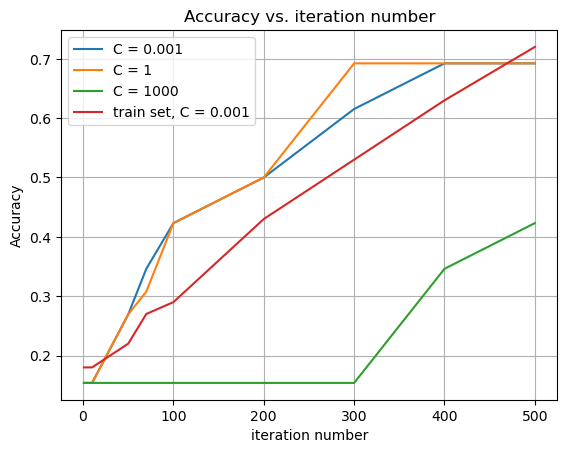 Accuracy vs. iteration number
C = 0.001
C = 1
C = 1000
train set, C = 0.001
Accuracy
0.7
0.6
0.5
0.4
0.3
0.2
0
100
200
300
400
500
iteration number